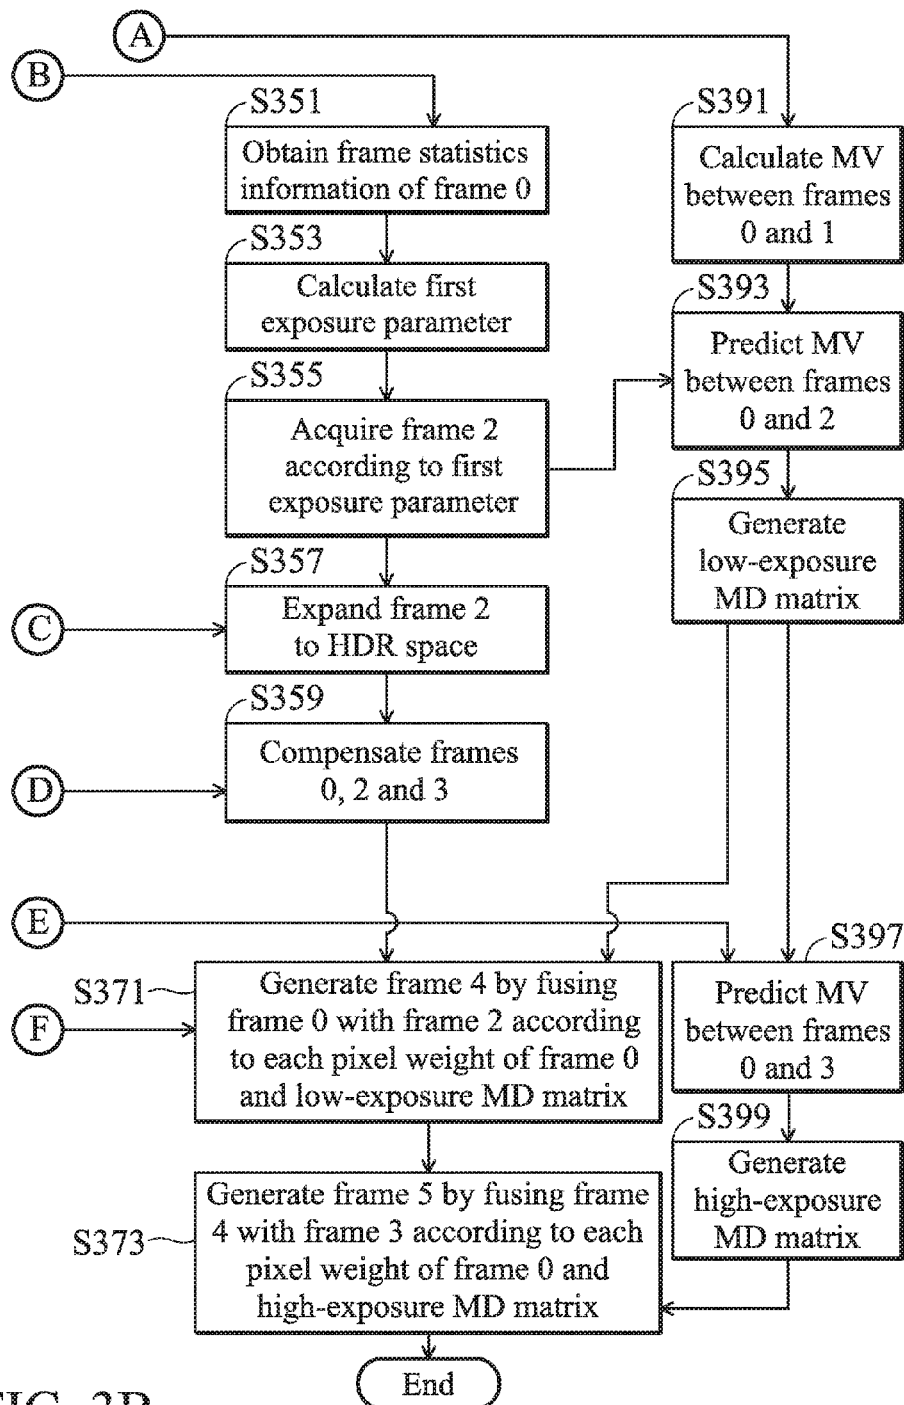 A
B
S351
Obtain frame statistics
information of frame 0
S391
Calculate MV
between frames
0 and 1
S353
Calculate first
exposure parameter
S393
Predict MV
between frames
0 and 2
S355
Acquire frame 2
according to first
exposure parameter
S395
Generate
low-exposure
MD matrix
S357
Expand frame 2
to HDR space
C
S359
Compensate frames
0, 2 and 3
D
E
S397
Predict MV
between frames
0 and 3
S371
Generate frame 4 by fusing
frame 0 with frame 2 according
to each pixel weight of frame 0
and low-exposure MD matrix
F
S399
Generate
high-exposure
MD matrix
S373
Generate frame 5 by fusing frame
4 with frame 3 according to each
pixel weight of frame 0 and
high-exposure MD matrix
End